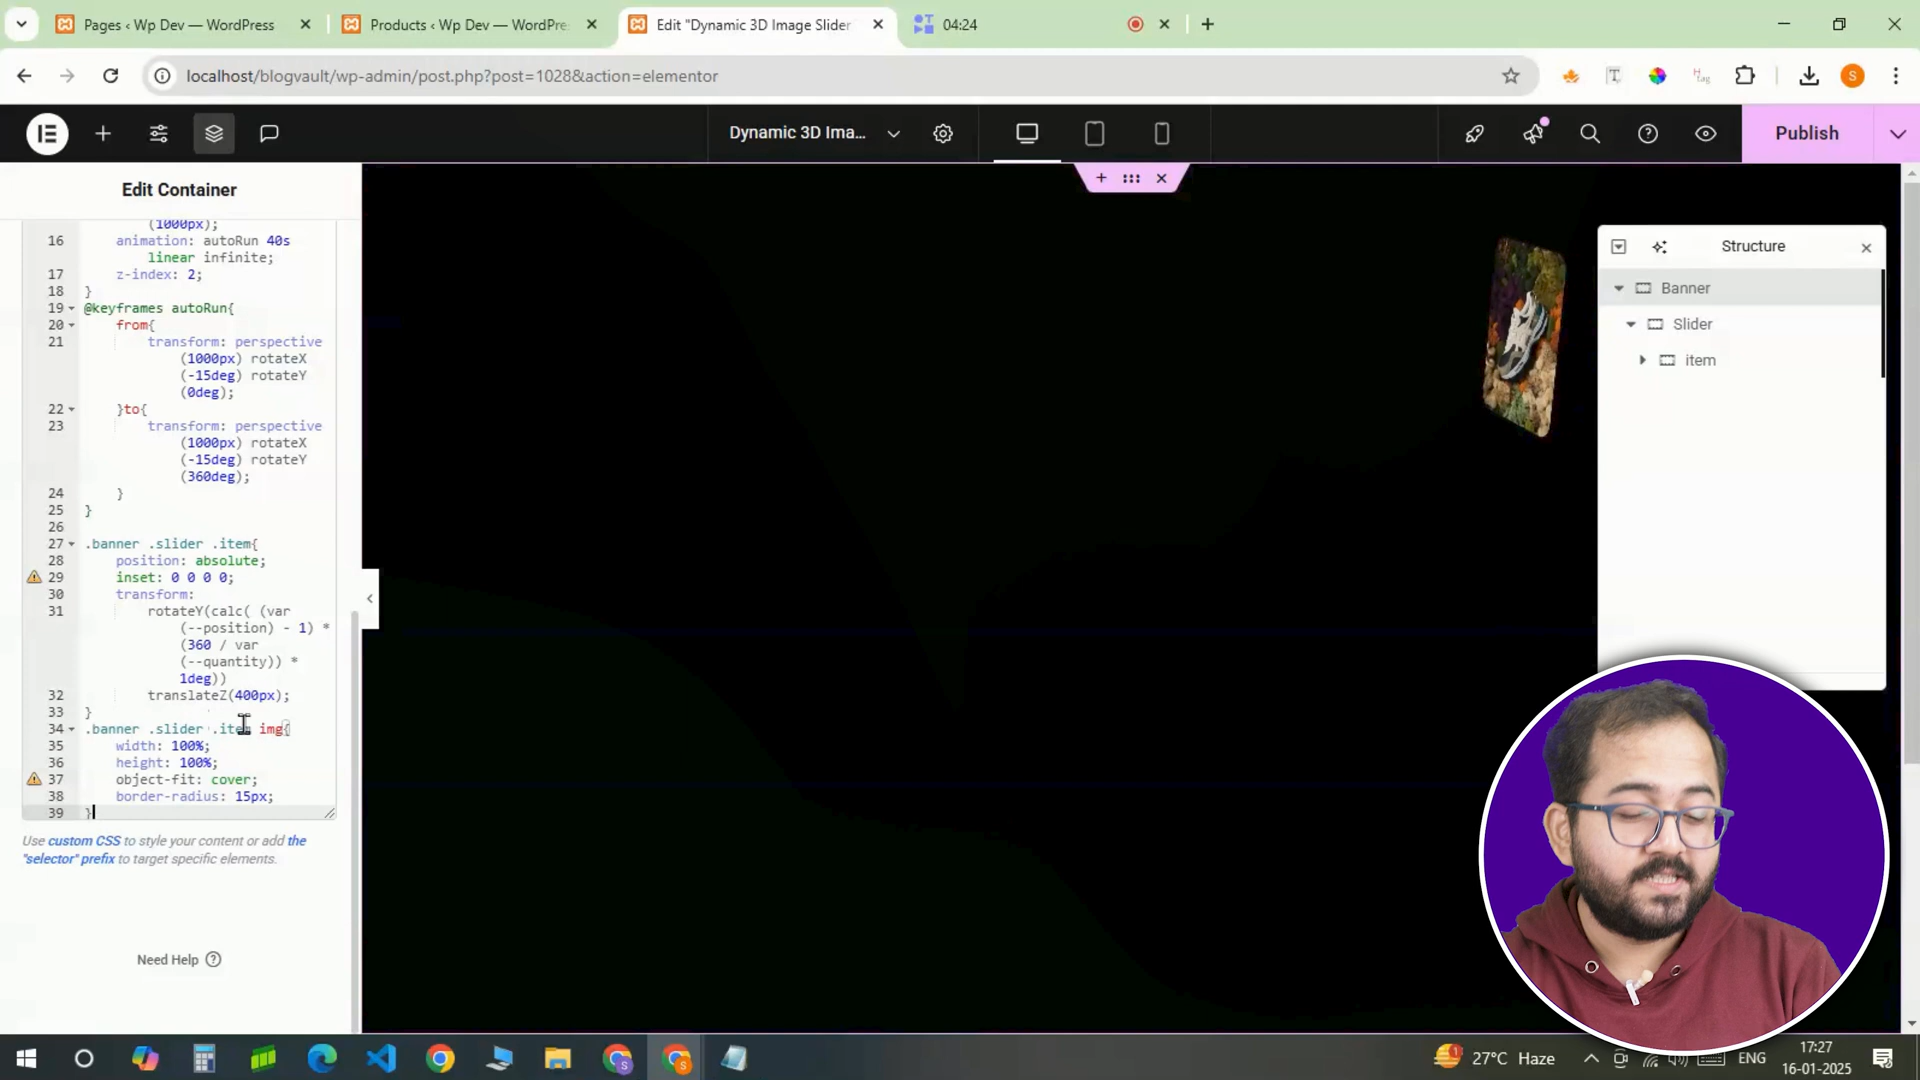 Pages ‹ Wp Dev — WordPress
Products ‹ Wp Dev — WordPre
Edit "Dynamic 3D Image Slider
04:24
localhost/blogvault/wp-admin/post.php?post=1028&action=elementor
S
Dynamic 3D Ima...
Publish
Edit Container
(1000px);
16 animation: autoRun 40s
linear infinite;
17 z-index: 2;
18 }
19 @keyframes autoRun{
20 from{
21 transform: perspective
(1000px) rotateX
(-15deg) rotateY
(0deg);
22 }to{
23 transform: perspective
(1000px) rotateX
(-15deg) rotateY
(360deg);
24 }
25 }
26
27 .banner .slider .item{
28 position: absolute;
29 inset: 0 0 0 0;
30 transform:
31 rotateY(calc( (var
(--position) - 1) *
(360 / var
(--quantity)) *
1deg))
32 translateZ(400px);
33 }
34 .banner .slider .item img{
35 width: 100%;
36 height: 100%;
37 object-fit: cover;
38 border-radius: 15px;
39 }
Use custom CSS to style your content or add the
"selector" prefix to target specific elements.
Need Help
Structure
Banner
Slider
item
27°C Haze
ENG
17:27
16-01-2025